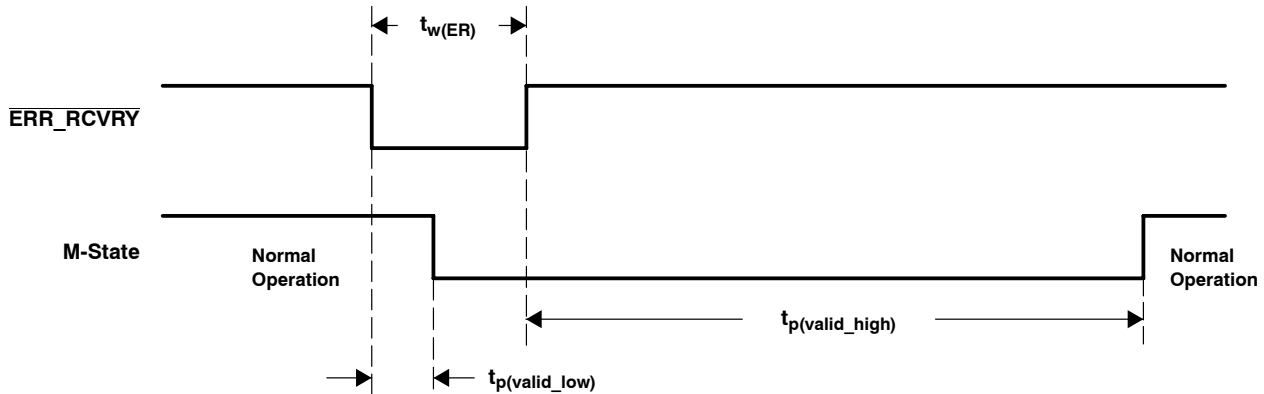 tw(ER)
ERR_RCVRY
M-State
Normal
Operation
Normal
Operation
tp(valid_high)
tp(valid_low)